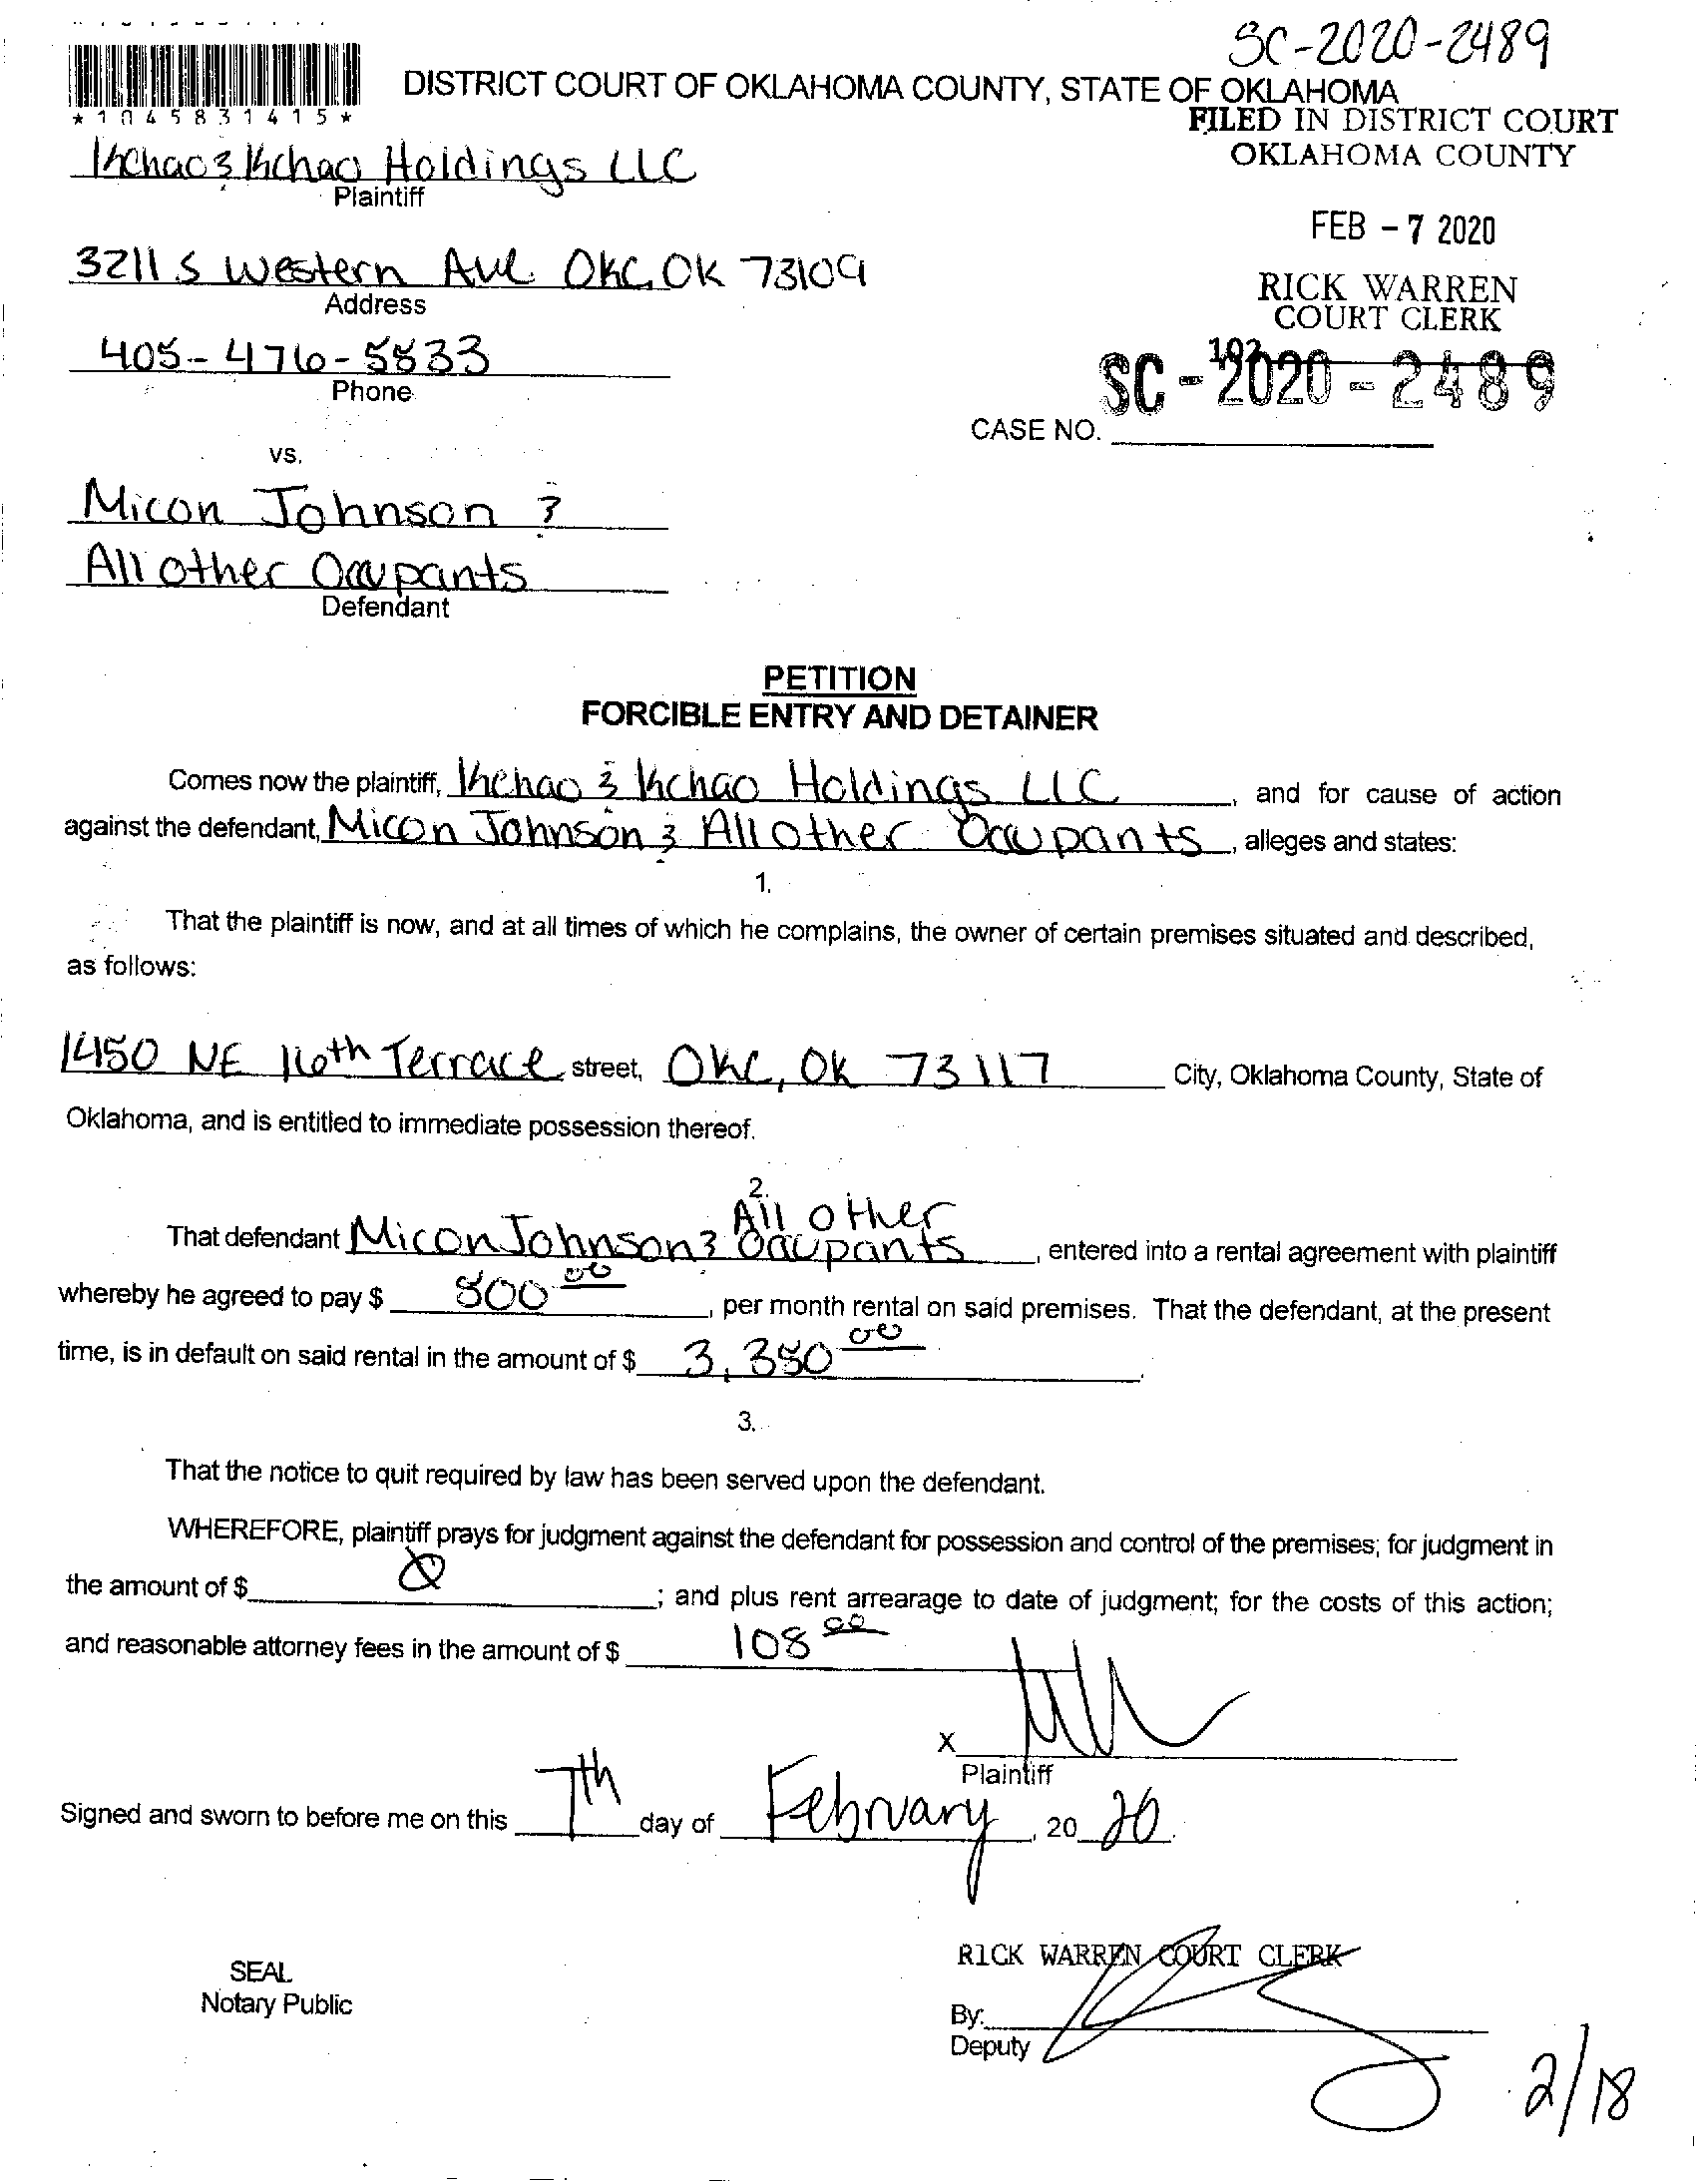 SC-2020-2489
DISTRICT COURT OF OKLAHOMA COUNTY, STATE OF OKLAHOMA
*1045831415*
FILED IN DISTRICT COURT
OKLAHOMA COUNTY
Khchao & Khchao Holdings LLC
Plaintiff
FEB - 7 2020
3211 S Western Ave OKC, OK 73109
Address
RICK WARREN
COURT CLERK
405-476-5833
Phone
102
SC - 2020 - 2489
CASE NO.
vs.
Micon Johnson &
All other Occupants
Defendant
PETITION
FORCIBLE ENTRY AND DETAINER
Comes now the plaintiff, Khchao & Khchao Holdings LLC, and for cause of action
against the defendant, Micon Johnson & All other Occupants, alleges and states:
1.
That the plaintiff is now, and at all times of which he complains, the owner of certain premises situated and described,
as follows:
1450 NE 16th Terrace street, OKC, OK 73117 City, Oklahoma County, State of
Oklahoma, and is entitled to immediate possession thereof.
2.
That defendant Micon Johnson & All other Occupants, entered into a rental agreement with plaintiff
whereby he agreed to pay $ 800 00, per month rental on said premises. That the defendant, at the present
time, is in default on said rental in the amount of $ 3,380 00.
3.
That the notice to quit required by law has been served upon the defendant.
WHEREFORE, plaintiff prays for judgment against the defendant for possession and control of the premises; for judgment in
the amount of $ 0; and plus rent arrearage to date of judgment; for the costs of this action;
and reasonable attorney fees in the amount of $ 108 00
X
Plaintiff
Signed and sworn to before me on this 7th day of February, 20 20.
RICK WARREN COURT CLERK
SEAL
Notary Public
By:
Deputy
2/18